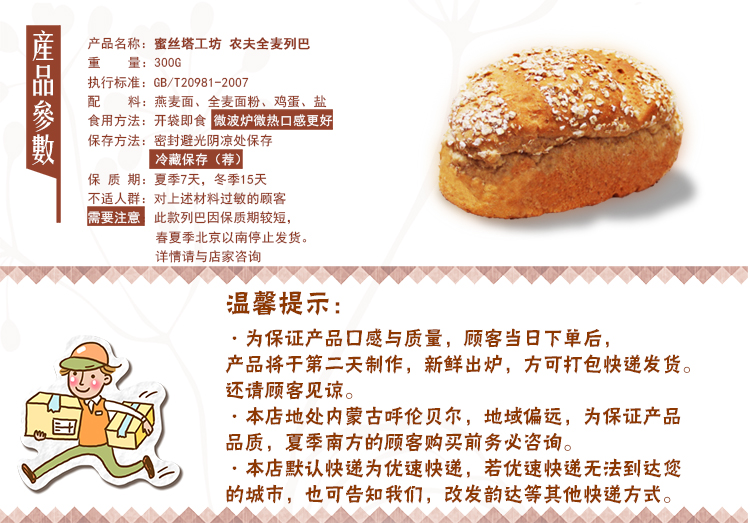 産品參數
产品名称：蜜丝塔工坊 农夫全麦列巴
重 量：300G
执行标准：GB/T20981-2007
配 料：燕麦面、全麦面粉、鸡蛋、盐
食用方法：开袋即食 微波炉微热口感更好
保存方法：密封避光阴凉处保存
冷藏保存（荐）
保 质 期：夏季7天，冬季15天
不适人群：对上述材料过敏的顾客
需要注意 此款列巴因保质期较短，
春夏季北京以南停止发货。
详情请与店家咨询
温馨提示：
·为保证产品口感与质量，顾客当日下单后，
产品将于第二天制作，新鲜出炉，方可打包快递发货。
还请顾客见谅。
·本店地处内蒙古呼伦贝尔，地域偏远，为保证产品
品质，夏季南方的顾客购买前务必咨询。
·本店默认快递为优速快递，若优速快递无法到达您
的城市，也可告知我们，改发韵达等其他快递方式。